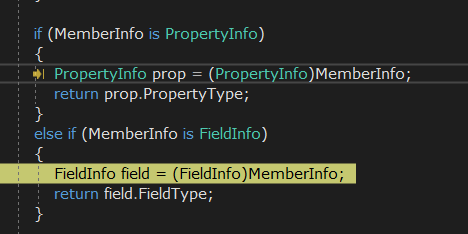 if (MemberInfo is PropertyInfo)
{
PropertyInfo prop = (PropertyInfo)MemberInfo;
return prop.PropertyType;
}
else if (MemberInfo is FieldInfo)
{
FieldInfo field = (FieldInfo)MemberInfo;
return field.FieldType;
}